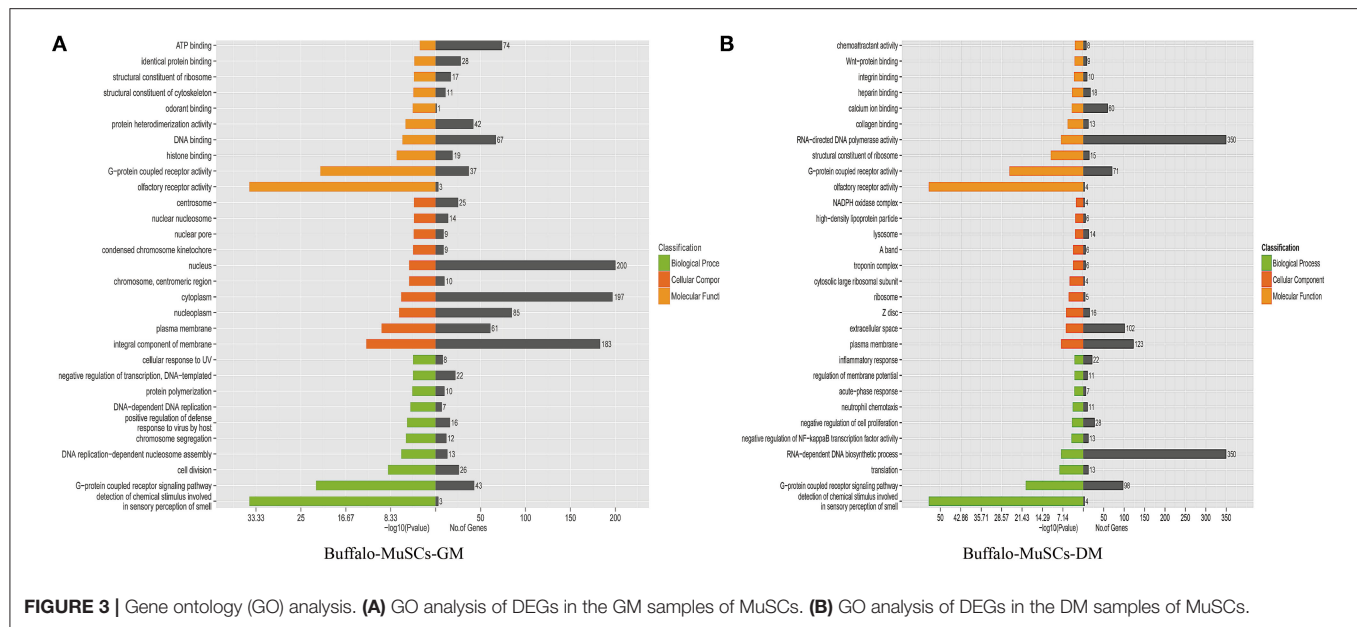 A
ATP binding 74
identical protein binding 28
structural constituent of ribosome 17
structural constituent of cytoskeleton 11
odorant binding 1
protein heterodimerization activity 42
DNA binding 67
histone binding 19
G-protein coupled receptor activity 37
olfactory receptor activity 3
centrosome 25
nuclear nucleosome 14
nuclear pore 9
condensed chromosome kinetochore 9
nucleus 200
chromosome, centromeric region 10
cytoplasm 197
nucleoplasm 85
plasma membrane 61
integral component of membrane 183
cellular response to UV 8
negative regulation of transcription, DNA-templated 22
protein polymerization 10
DNA-dependent DNA replication 7
positive regulation of defense
response to virus by host 16
chromosome segregation 12
DNA replication-dependent nucleosome assembly 13
cell division 26
G-protein coupled receptor signaling pathway 43
detection of chemical stimulus involved
in sensory perception of smell 3
33.33 25 16.67 8.33 50 100 150 200
-log10(Pvalue) No.of Genes
Classification
Biological Proce
Cellular Compor
Molecular Functi
Buffalo-MuSCs-GM
B
chemoattractant activity 8
Wnt-protein binding 9
integrin binding 10
heparin binding 18
calcium ion binding 60
collagen binding 13
RNA-directed DNA polymerase activity 350
structural constituent of ribosome 15
G-protein coupled receptor activity 71
olfactory receptor activity 4
NADPH oxidase complex 4
high-density lipoprotein particle 6
lysosome 14
A band 6
troponin complex 8
cytosolic large ribosomal subunit 4
ribosome 5
Z disc 16
extracellular space 102
plasma membrane 123
inflammatory response 22
regulation of membrane potential 11
acute-phase response 7
neutrophil chemotaxis 11
negative regulation of cell proliferation 28
negative regulation of NF-kappaB transcription factor activity 13
RNA-dependent DNA biosynthetic process 350
translation 13
G-protein coupled receptor signaling pathway 98
detection of chemical stimulus involved
in sensory perception of smell 4
50 42.86 35.71 28.57 21.43 14.29 7.14 50 100 150 200 250 300 350
-log10(Pvalue) No.of Genes
Classification
Biological Process
Cellular Component
Molecular Function
Buffalo-MuSCs-DM
FIGURE 3 | Gene ontology (GO) analysis. (A) GO analysis of DEGs in the GM samples of MuSCs. (B) GO analysis of DEGs in the DM samples of MuSCs.